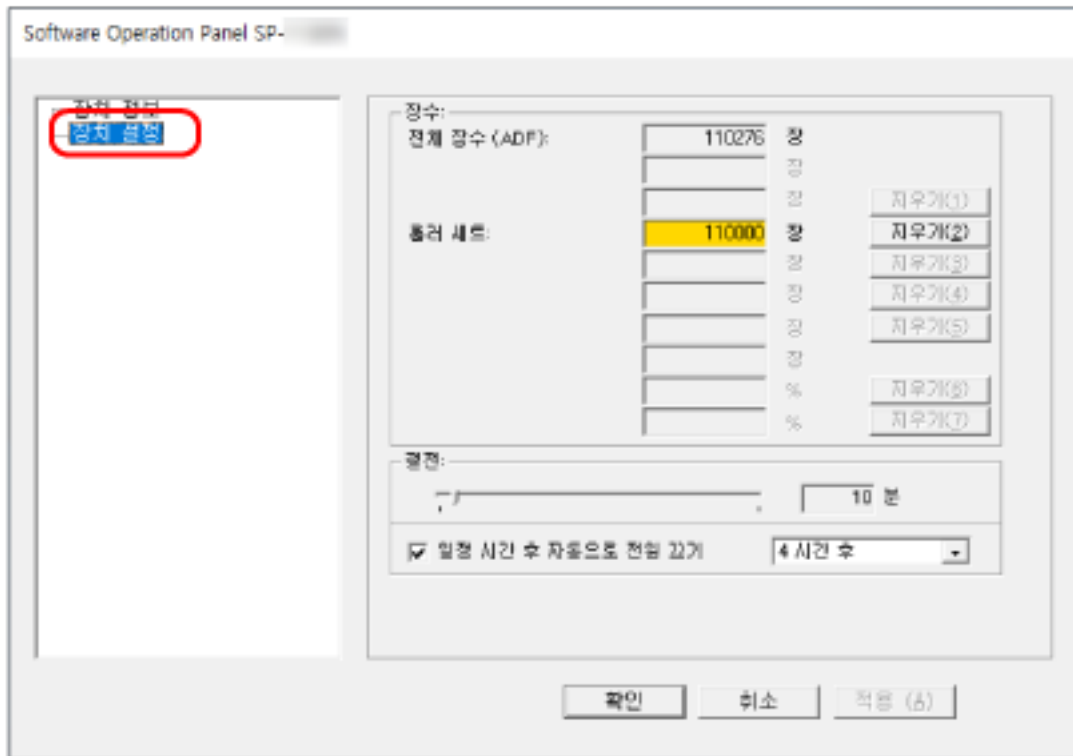 Software Operation Panel SP-
장치 정보
장치 설정
장수:
전체 장수 (ADF): 110276 장
장
장 지우기(1)
롤러 세트: 110000 장 지우기(2)
장 지우기(3)
장 지우기(4)
장 지우기(5)
장
% 지우기(6)
% 지우기(7)
절전:
10 분
일정 시간 후 자동으로 전원 끄기 4 시간 후
확인 취소 적용 (A)